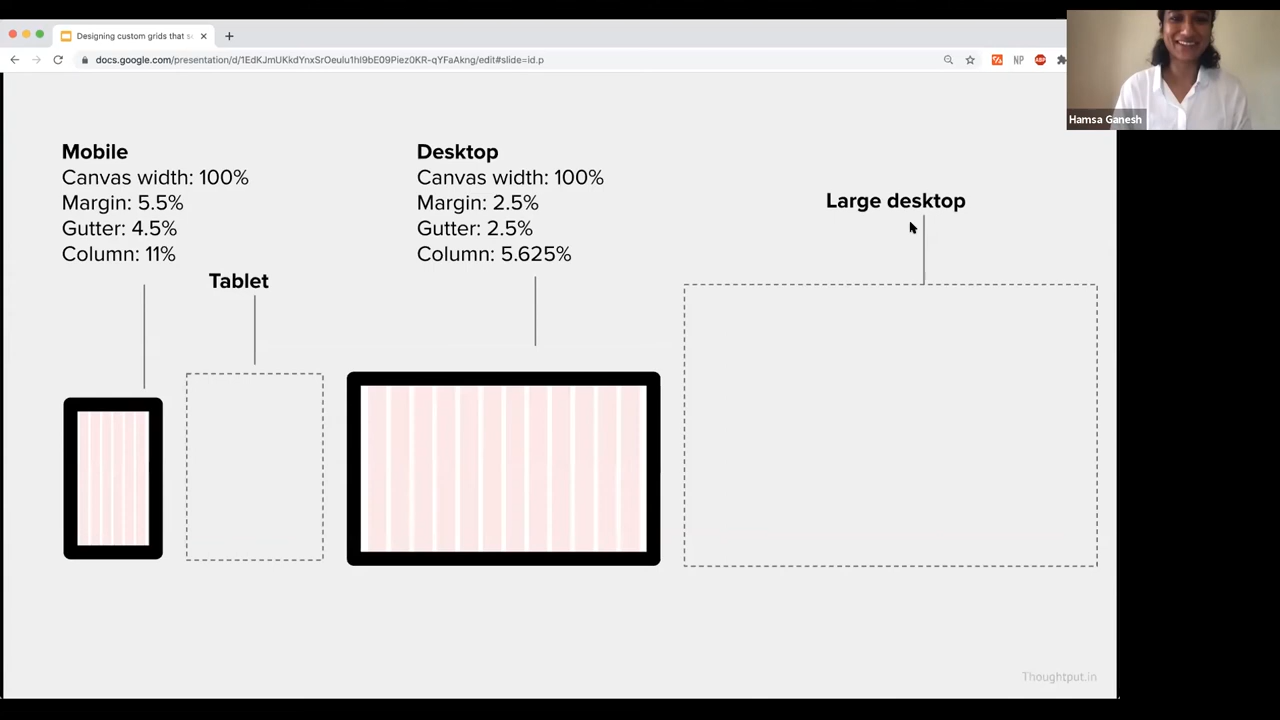 Designing custom grids that s
docs.google.com/presentation/d/1EdKJmUKkdYnxSrOeulu1hI9bE09Piez0KR-qYFaAkng/edit#slide=id.p
NP
ABP
Hamsa Ganesh
Mobile
Canvas width: 100%
Margin: 5.5%
Gutter: 4.5%
Column: 11%
Tablet
Desktop
Canvas width: 100%
Margin: 2.5%
Gutter: 2.5%
Column: 5.625%
Large desktop
Thoughtput.in